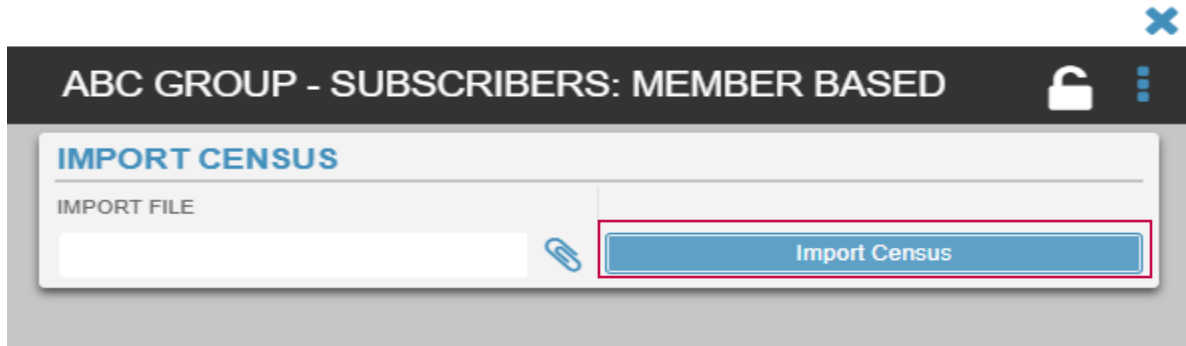 ABC GROUP - SUBSCRIBERS: MEMBER BASED
IMPORT CENSUS
IMPORT FILE
Import Census